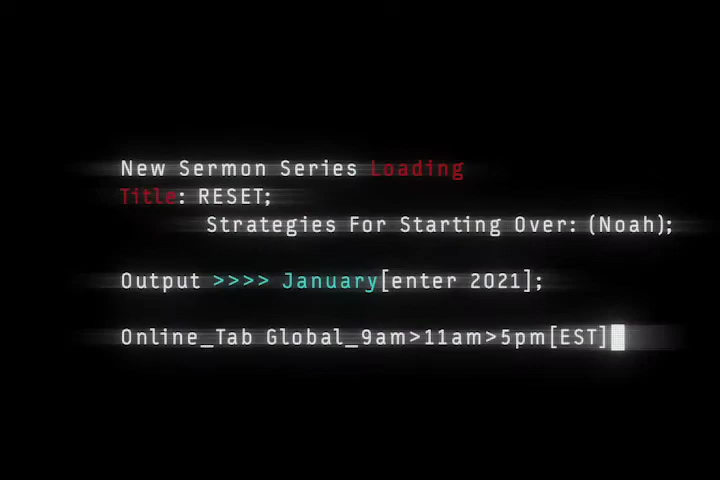 New Sermon Series Loading
Title: RESET;
Strategies For Starting Over: (Noah);
Output >>>> January[enter 2021];
Online_Tab Global_9am>11am>5pm[EST]